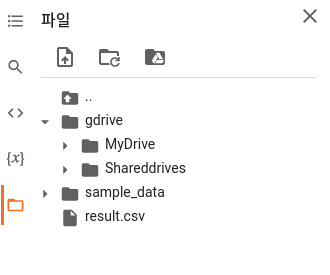 파일
..
gdrive
MyDrive
Shareddrives
sample_data
result.csv
{x}